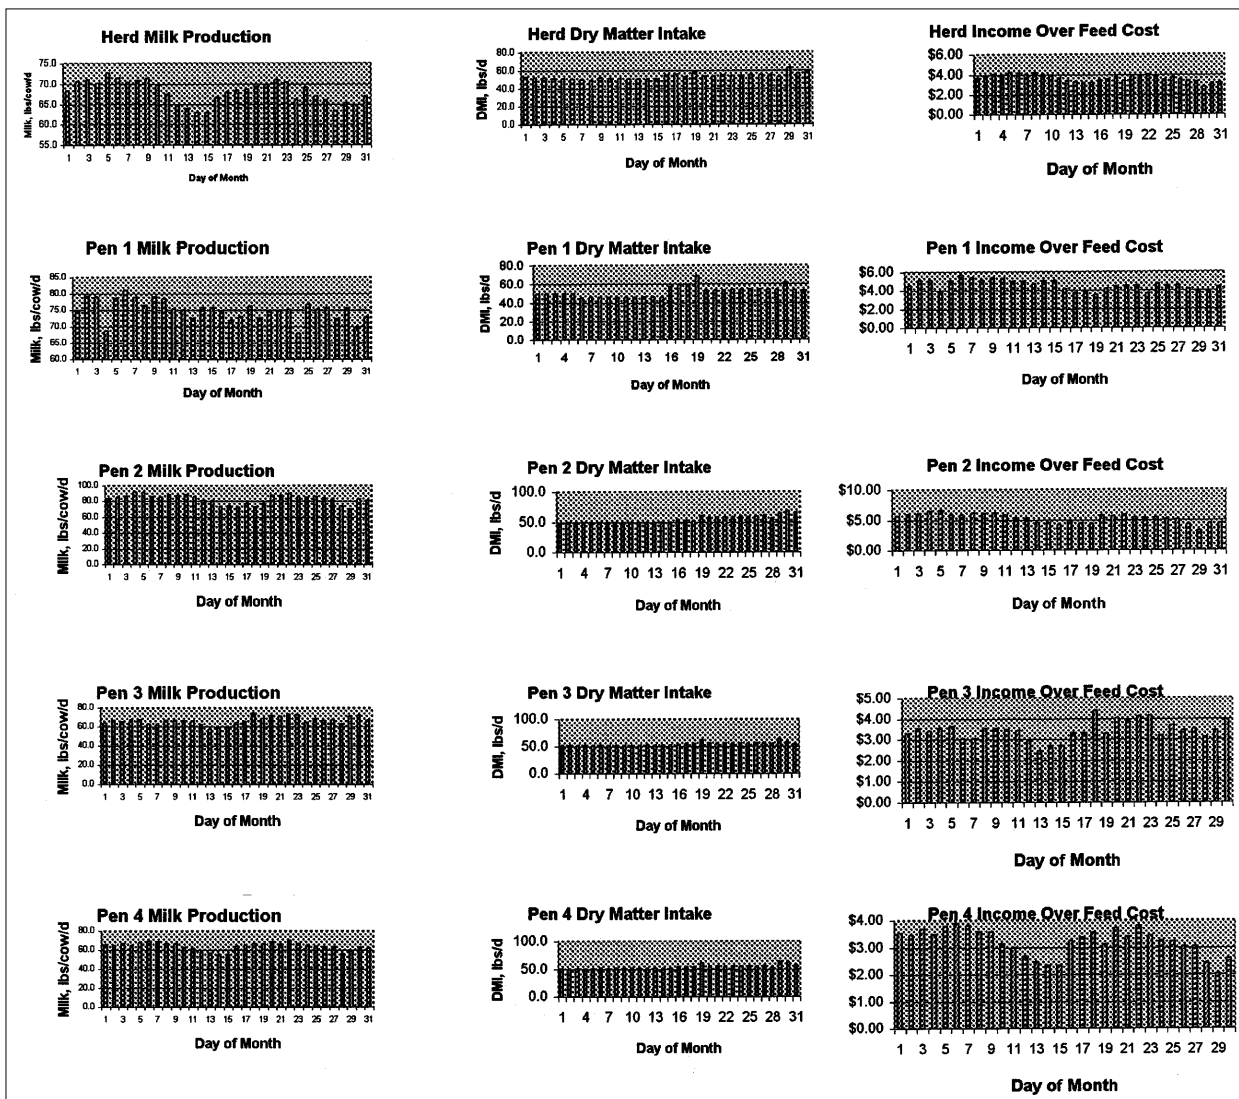 Herd Milk Production
Milk, lbs/cow/d
75.0
70.0
65.0
60.0
55.0
1 3 5 7 9 11 13 15 17 19 21 23 25 27 29 31
Day of Month
Herd Dry Matter Intake
DMI, lbs/d
80.0
60.0
40.0
20.0
0.0
1 3 5 7 9 11 13 15 17 19 21 23 25 27 29 31
Day of Month
Herd Income Over Feed Cost
$6.00
$4.00
$2.00
$0.00
1 4 7 10 13 16 19 22 25 28 31
Day of Month
Pen 1 Milk Production
Milk, lbs/cow/d
85.0
80.0
75.0
70.0
65.0
60.0
1 3 5 7 9 11 13 15 17 19 21 23 25 27 29 31
Day of Month
Pen 1 Dry Matter Intake
DMI, lbs/d
80.0
60.0
40.0
20.0
0.0
1 4 7 10 13 16 19 22 25 28 31
Day of Month
Pen 1 Income Over Feed Cost
$6.00
$4.00
$2.00
$0.00
1 3 5 7 9 11 13 15 17 19 21 23 25 27 29 31
Day of Month
Pen 2 Milk Production
Milk, lbs/cow/d
100.0
80.0
60.0
40.0
20.0
0.0
1 3 5 7 9 11 13 15 17 19 21 23 25 27 29 31
Day of Month
Pen 2 Dry Matter Intake
DMI, lbs/d
100.0
50.0
0.0
1 4 7 10 13 16 19 22 25 28 31
Day of Month
Pen 2 Income Over Feed Cost
$10.00
$5.00
$0.00
1 3 5 7 9 11 13 15 17 19 21 23 25 27 29 31
Day of Month
Pen 3 Milk Production
Milk, lbs/cow/d
80.0
60.0
40.0
20.0
0.0
1 3 5 7 9 11 13 15 17 19 21 23 25 27 29 31
Day of Month
Pen 3 Dry Matter Intake
DMI, lbs/d
100.0
50.0
0.0
1 4 7 10 13 16 19 22 25 28 31
Day of Month
Pen 3 Income Over Feed Cost
$5.00
$4.00
$3.00
$2.00
$1.00
$0.00
1 3 5 7 9 11 13 15 17 19 21 23 25 27 29
Day of Month
Pen 4 Milk Production
Milk, lbs/cow/d
80.0
60.0
40.0
20.0
0.0
1 3 5 7 9 11 13 15 17 19 21 23 25 27 29 31
Day of Month
Pen 4 Dry Matter Intake
DMI, lbs/d
100.0
50.0
0.0
1 4 7 10 13 16 19 22 25 28 31
Day of Month
Pen 4 Income Over Feed Cost
$4.00
$3.00
$2.00
$1.00
$0.00
1 3 5 7 9 11 13 15 17 19 21 23 25 27 29
Day of Month